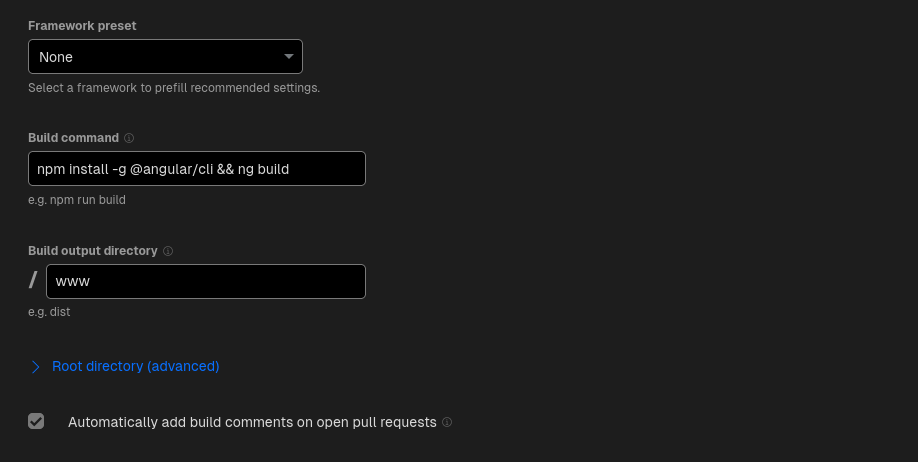 Framework preset
None
Select a framework to prefill recommended settings.
Build command
npm install -g @angular/cli && ng build
e.g. npm run build
Build output directory
/ www
e.g. dist
Root directory (advanced)
Automatically add build comments on open pull requests